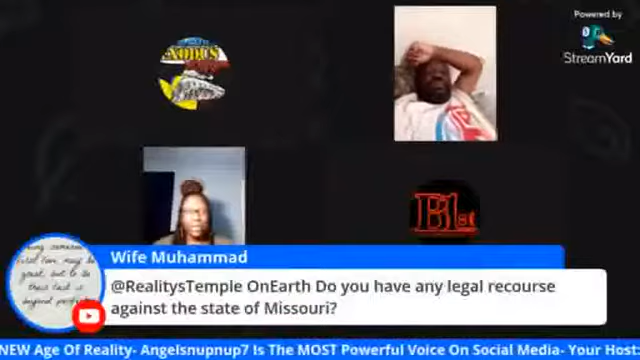 Powered by
StreamYard
Wife Muhammad
@RealitysTemple OnEarth Do you have any legal recourse
against the state of Missouri?
NEW Age Of Reality- Angelsnupnup7 Is The MOST Powerful Voice On Social Media- Your Host